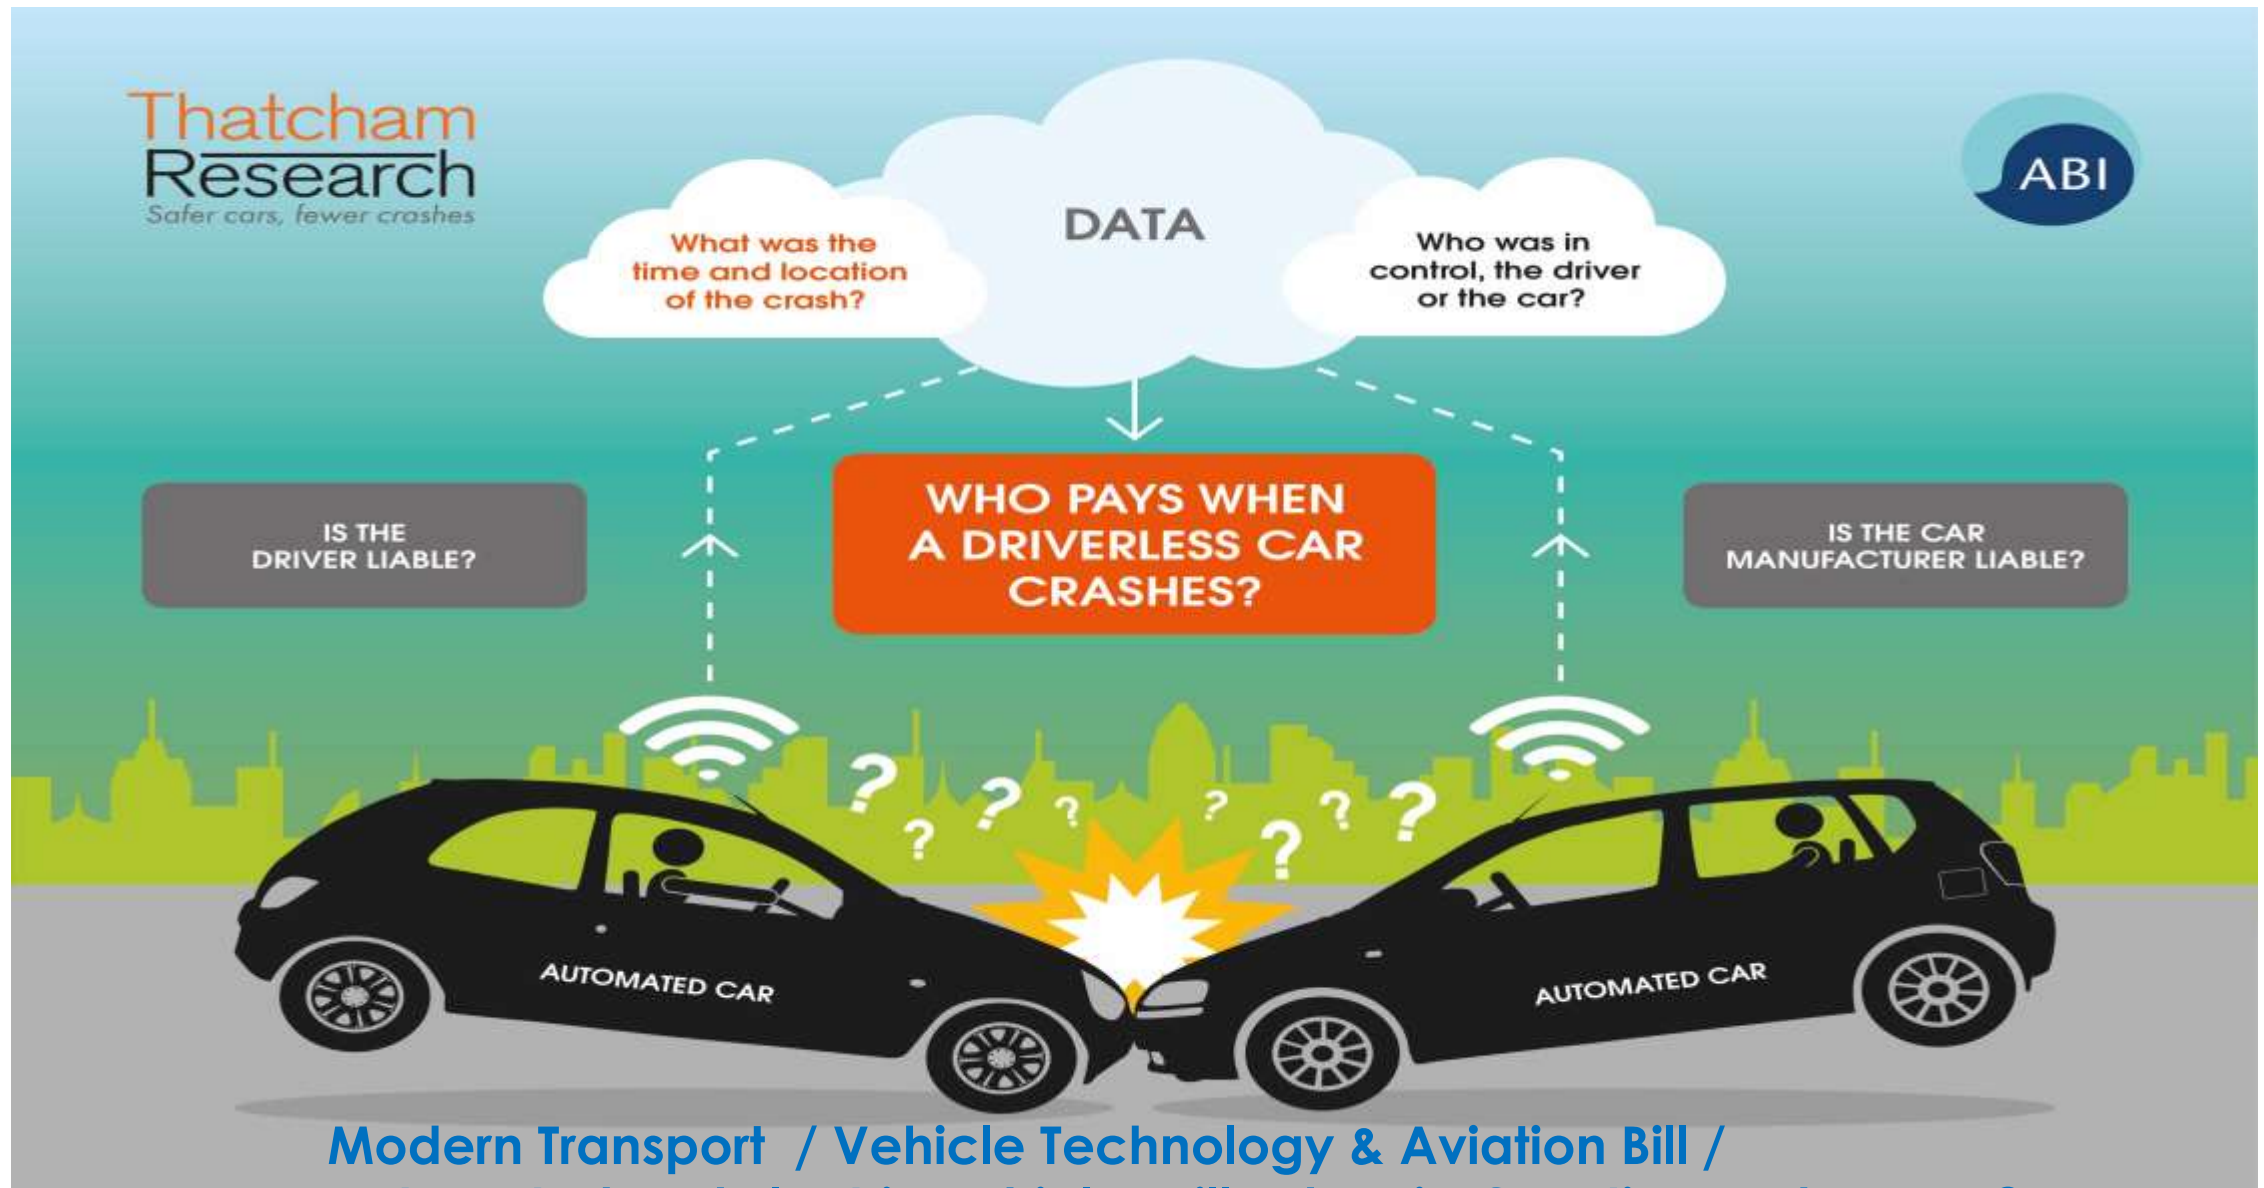 Thatcham
Research
Safer cars, fewer crashes
ABI
DATA
What was the
time and location
of the crash?
Who was in
control, the driver
or the car?
IS THE
DRIVER LIABLE?
WHO PAYS WHEN
A DRIVERLESS CAR
CRASHES?
IS THE CAR
MANUFACTURER LIABLE?
? ? ? ? ? ? ? ?
AUTOMATED CAR
AUTOMATED CAR
Modern Transport / Vehicle Technology & Aviation Bill /